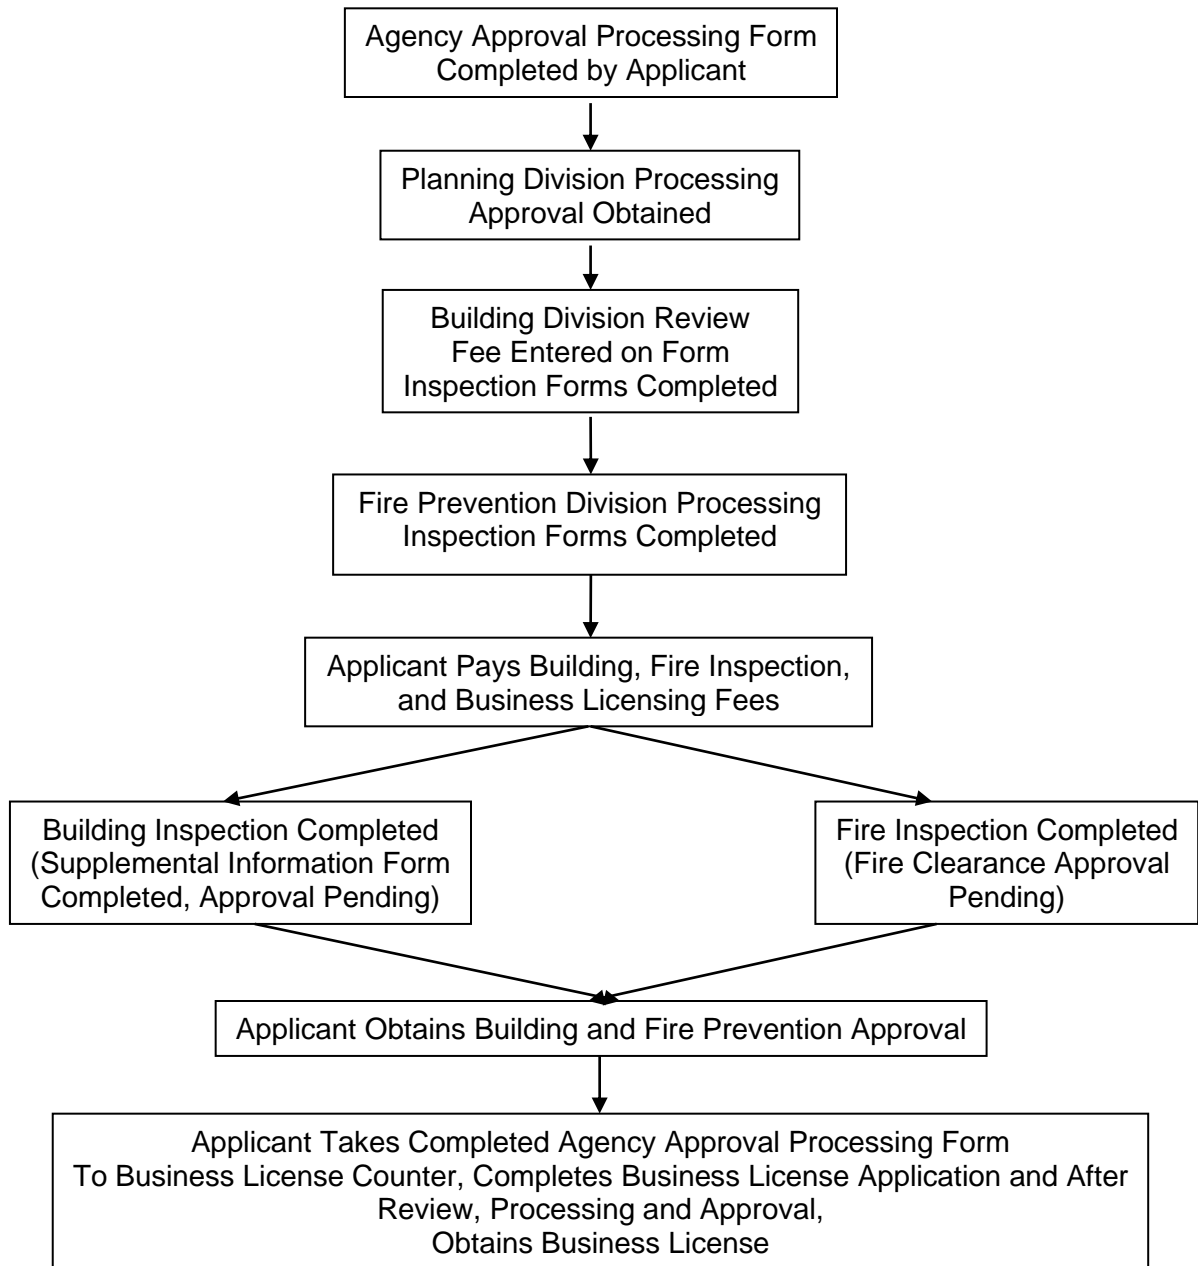 Agency Approval Processing Form
Completed by Applicant
Planning Division Processing
Approval Obtained
Building Division Review
Fee Entered on Form
Inspection Forms Completed
Fire Prevention Division Processing
Inspection Forms Completed
Applicant Pays Building, Fire Inspection,
and Business Licensing Fees
Building Inspection Completed
(Supplemental Information Form
Completed, Approval Pending)
Fire Inspection Completed
(Fire Clearance Approval
Pending)
Applicant Obtains Building and Fire Prevention Approval
Applicant Takes Completed Agency Approval Processing Form
To Business License Counter, Completes Business License Application and After
Review, Processing and Approval,
Obtains Business License